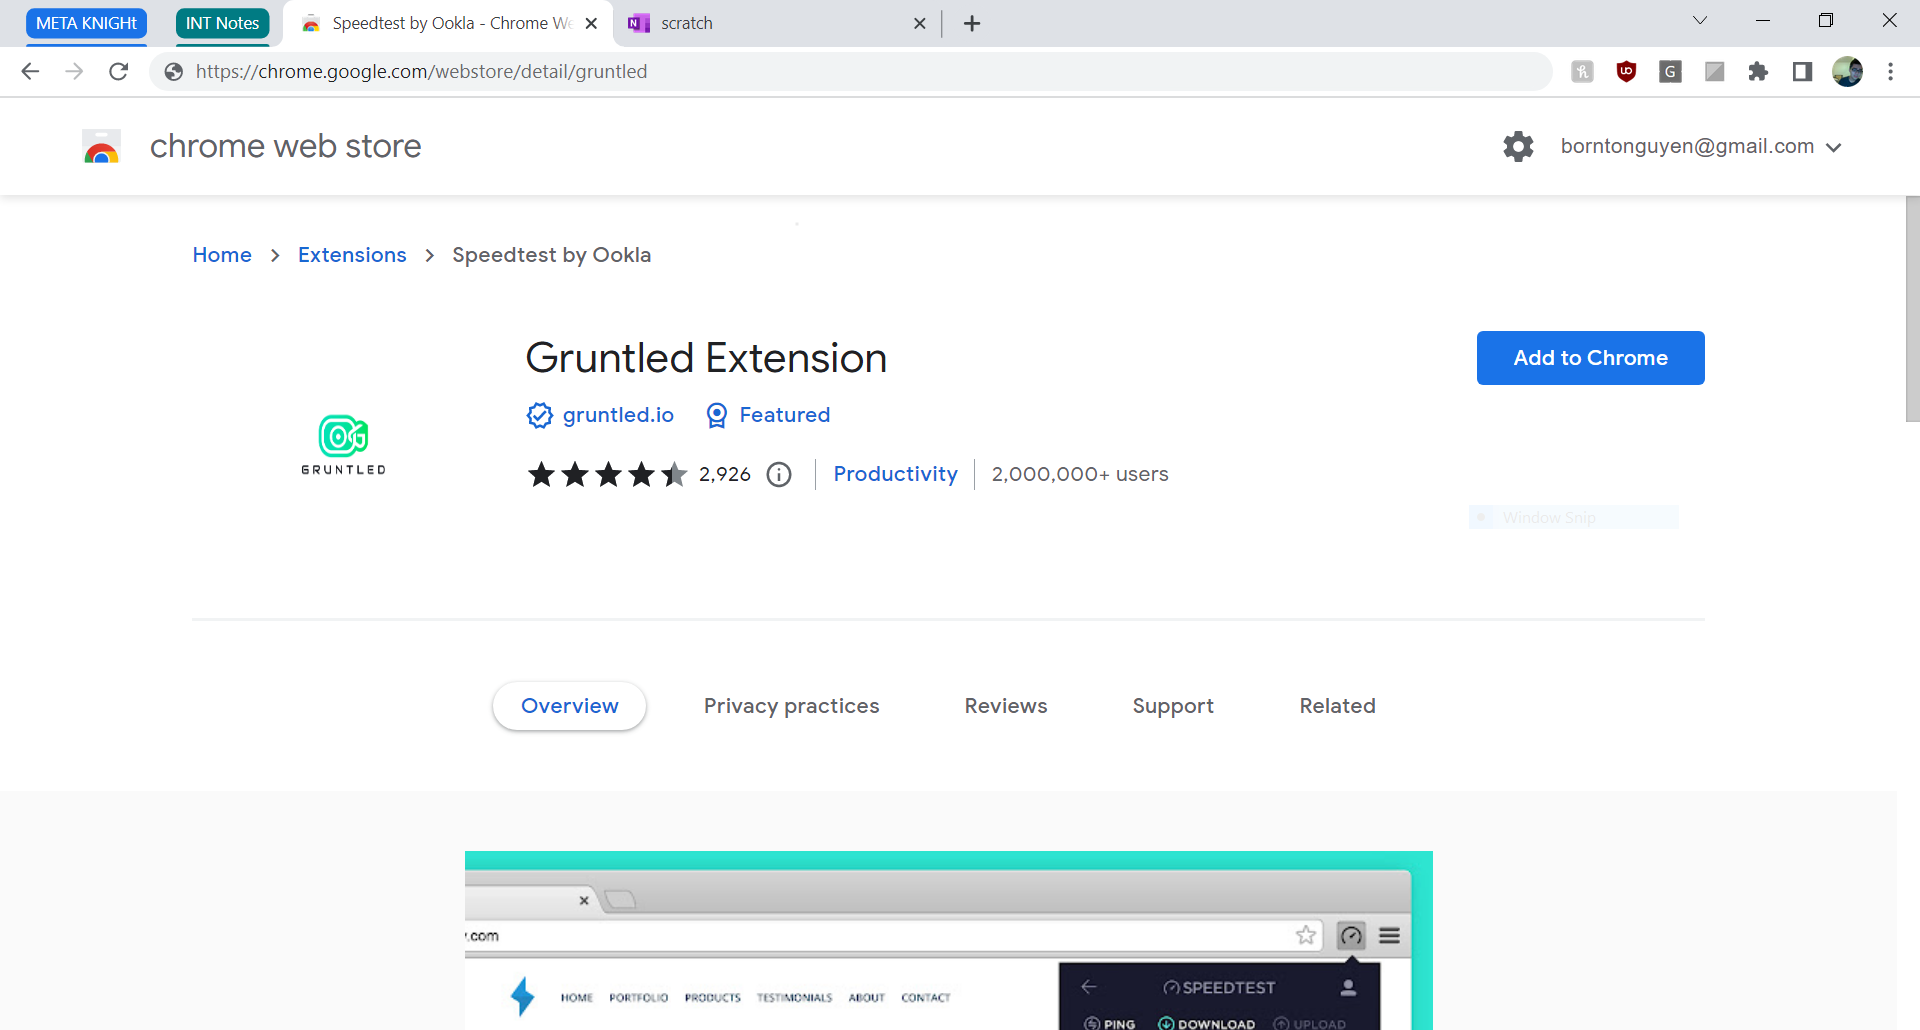 META KNIGHt
INT Notes
Speedtest by Ookla - Chrome We
scratch
https://chrome.google.com/webstore/detail/gruntled
chrome web store
borntonguyen@gmail.com
Home > Extensions > Speedtest by Ookla
Gruntled Extension
Add to Chrome
gruntled.io
Featured
GRUNTLED
2,926
Productivity
2,000,000+ users
Window Snip
Overview
Privacy practices
Reviews
Support
Related
.com
SPEEDTEST
HOME PORTFOLIO PRODUCTS TESTIMONIALS ABOUT CONTACT
PING DOWNLOAD UPLOAD